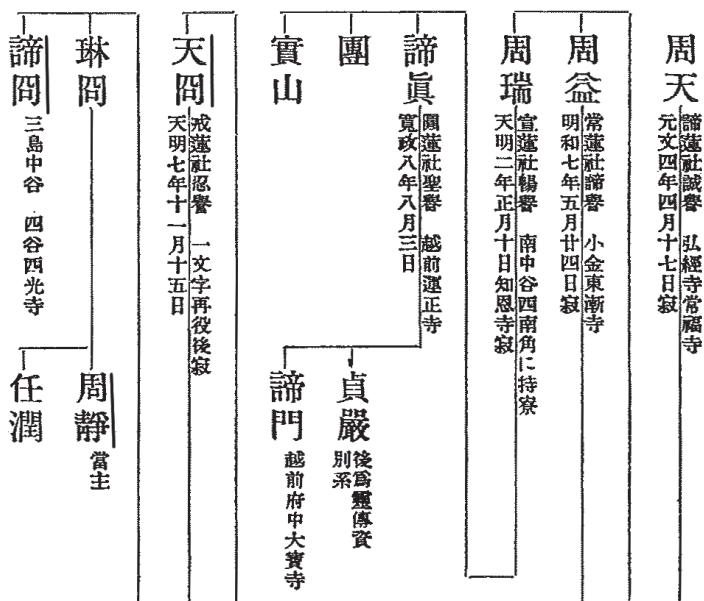 周天
諦蓮社誠譽　弘經寺常福寺
元文四年四月十七日寂
周益
常蓮社諦譽　小金東漸寺
明和七年五月廿四日寂
周瑞
宣蓮社暢譽　南中谷西南角に持寮
天明二年正月十日知恩寺寂
諦眞
圓蓮社聖譽　越前運正寺
寬政八年八月三日
貞嚴
後爲靈傳資
別系
諦門
越前府中大寶寺
團
實山
天冏
戒蓮社忍譽　一文字再役後寂
天明七年十一月十五日
琳冏
周靜
當主
任潤
諦冏
三島中谷　四谷西光寺